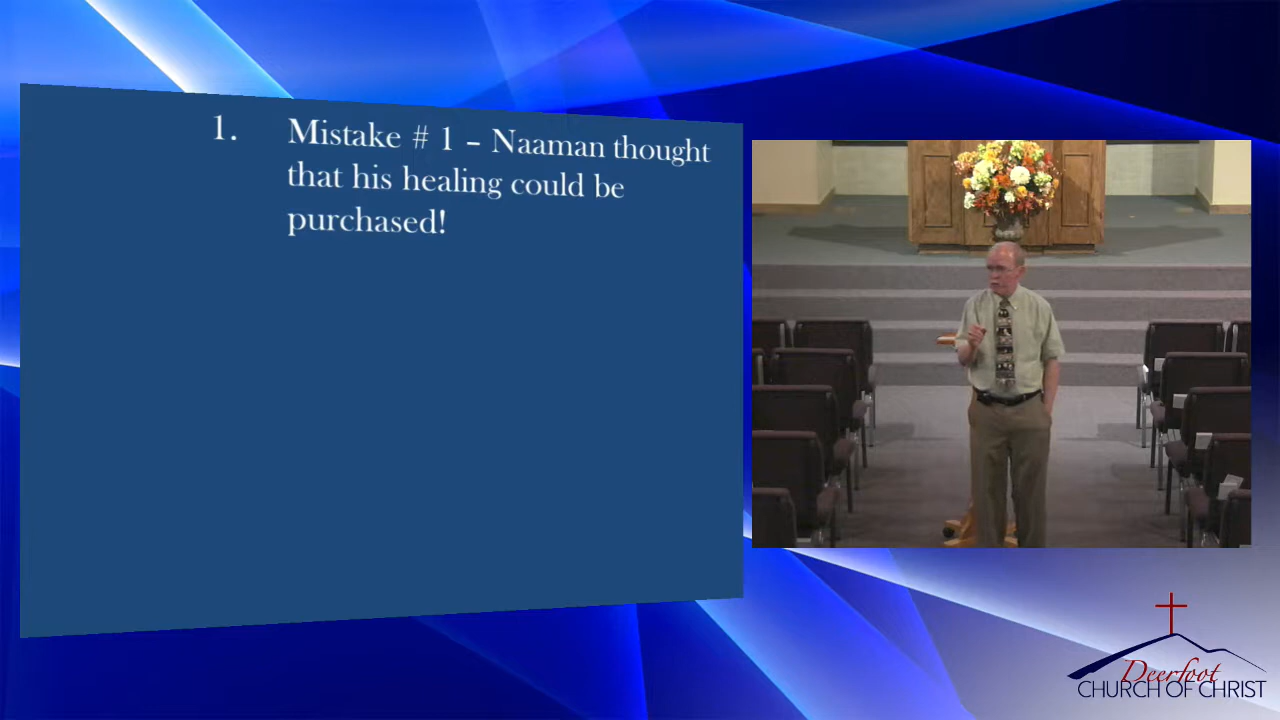 1. Mistake # 1 – Naaman thought
that his healing could be
purchased!
Deerfoot
CHURCH OF CHRIST